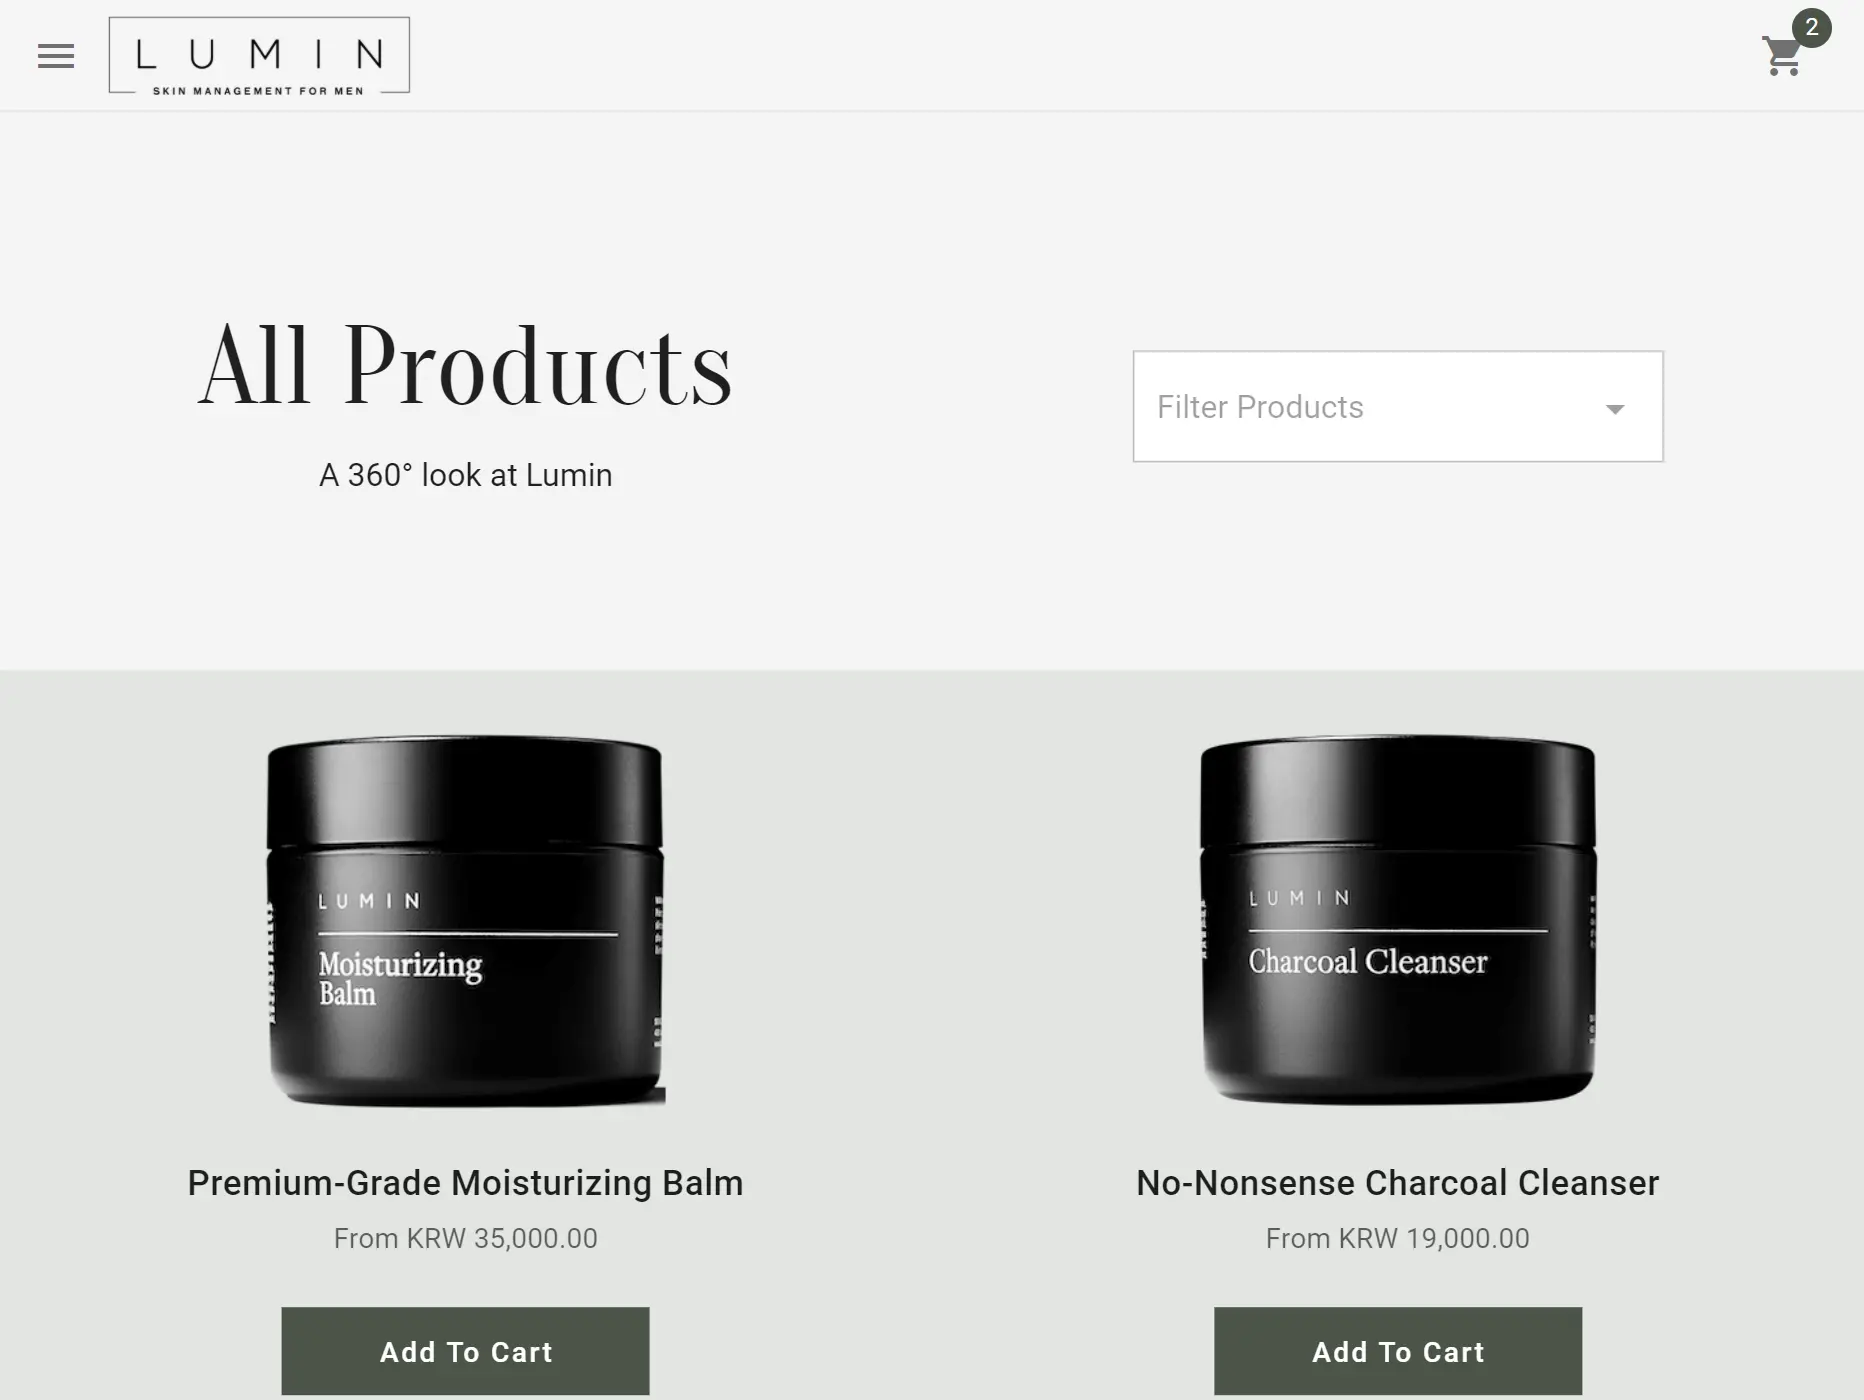 LUMIN
SKIN MANAGEMENT FOR MEN
2
All Products
A 360° look at Lumin
Filter Products
LUMIN
Moisturizing
Balm
LUMIN
Charcoal Cleanser
Premium-Grade Moisturizing Balm
From KRW 35,000.00
Add To Cart
No-Nonsense Charcoal Cleanser
From KRW 19,000.00
Add To Cart